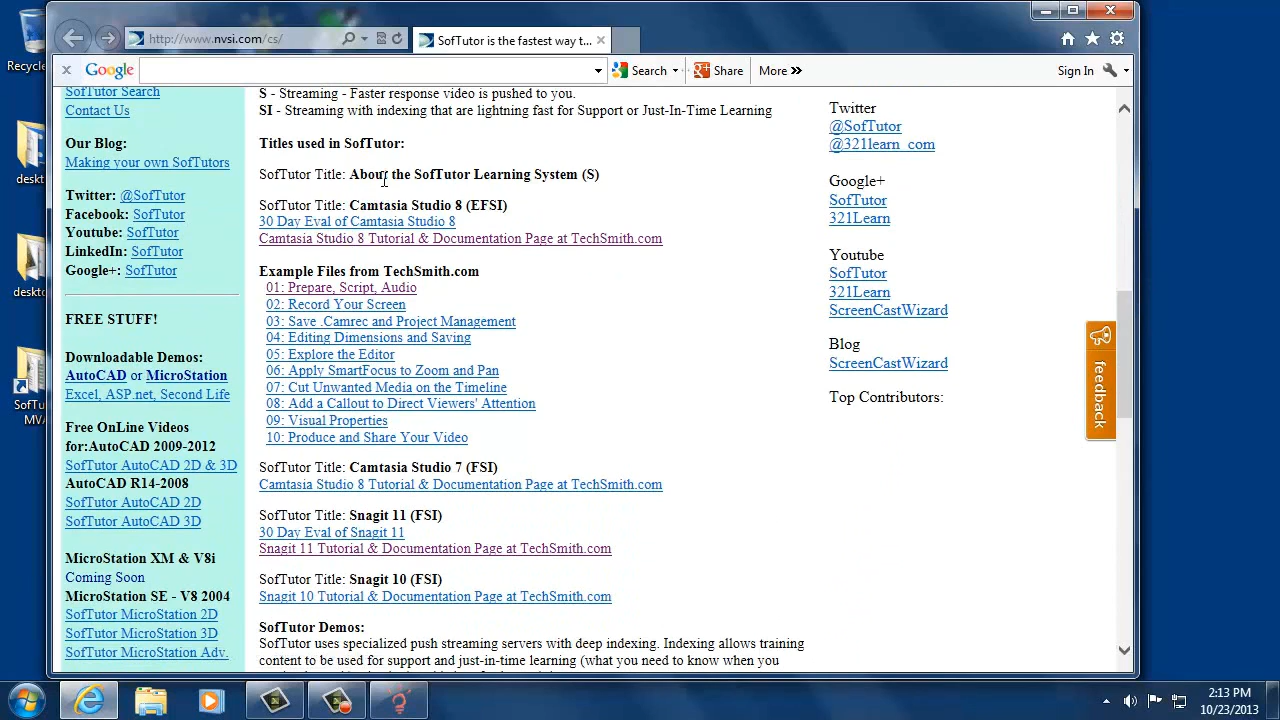 Recycle
deskt
deskto
SofTu
MVA
http://www.nvsi.com/cs/
SofTutor is the fastest way t...
Google
Search
Share
More »
Sign In
SofTutor Search
Contact Us
Our Blog:
Making your own SofTutors
Twitter: @SofTutor
Facebook: SofTutor
Youtube: SofTutor
LinkedIn: SofTutor
Google+: SofTutor
FREE STUFF!
Downloadable Demos:
AutoCAD or MicroStation
Excel, ASP.net, Second Life
Free OnLine Videos
for:AutoCAD 2009-2012
SofTutor AutoCAD 2D & 3D
AutoCAD R14-2008
SofTutor AutoCAD 2D
SofTutor AutoCAD 3D
MicroStation XM & V8i
Coming Soon
MicroStation SE - V8 2004
SofTutor MicroStation 2D
SofTutor MicroStation 3D
SofTutor MicroStation Adv.
S - Streaming - Faster response video is pushed to you.
SI - Streaming with indexing that are lightning fast for Support or Just-In-Time Learning
Titles used in SofTutor:
SofTutor Title: About the SofTutor Learning System (S)
SofTutor Title: Camtasia Studio 8 (EFSI)
30 Day Eval of Camtasia Studio 8
Camtasia Studio 8 Tutorial & Documentation Page at TechSmith.com
Example Files from TechSmith.com
01: Prepare, Script, Audio
02: Record Your Screen
03: Save .Camrec and Project Management
04: Editing Dimensions and Saving
05: Explore the Editor
06: Apply SmartFocus to Zoom and Pan
07: Cut Unwanted Media on the Timeline
08: Add a Callout to Direct Viewers' Attention
09: Visual Properties
10: Produce and Share Your Video
SofTutor Title: Camtasia Studio 7 (FSI)
Camtasia Studio 8 Tutorial & Documentation Page at TechSmith.com
SofTutor Title: Snagit 11 (FSI)
30 Day Eval of Snagit 11
Snagit 11 Tutorial & Documentation Page at TechSmith.com
SofTutor Title: Snagit 10 (FSI)
Snagit 10 Tutorial & Documentation Page at TechSmith.com
SofTutor Demos:
SofTutor uses specialized push streaming servers with deep indexing. Indexing allows training
content to be used for support and just-in-time learning (what you need to know when you
Twitter
@SofTutor
@321learn_com
Google+
SofTutor
321Learn
Youtube
SofTutor
321Learn
ScreenCastWizard
Blog
ScreenCastWizard
Top Contributors:
feedback
2:13 PM
10/23/2013